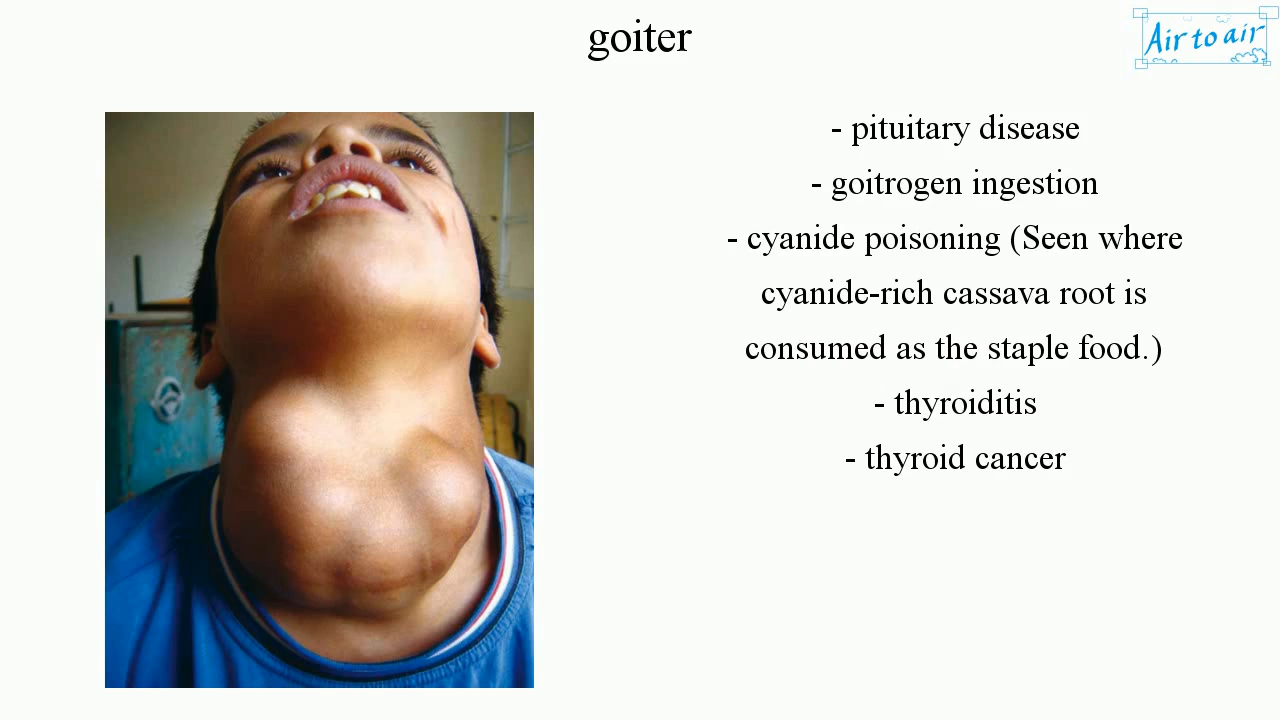 goiter
Air to air
- pituitary disease
- goitrogen ingestion
- cyanide poisoning (Seen where
cyanide-rich cassava root is
consumed as the staple food.)
- thyroiditis
- thyroid cancer